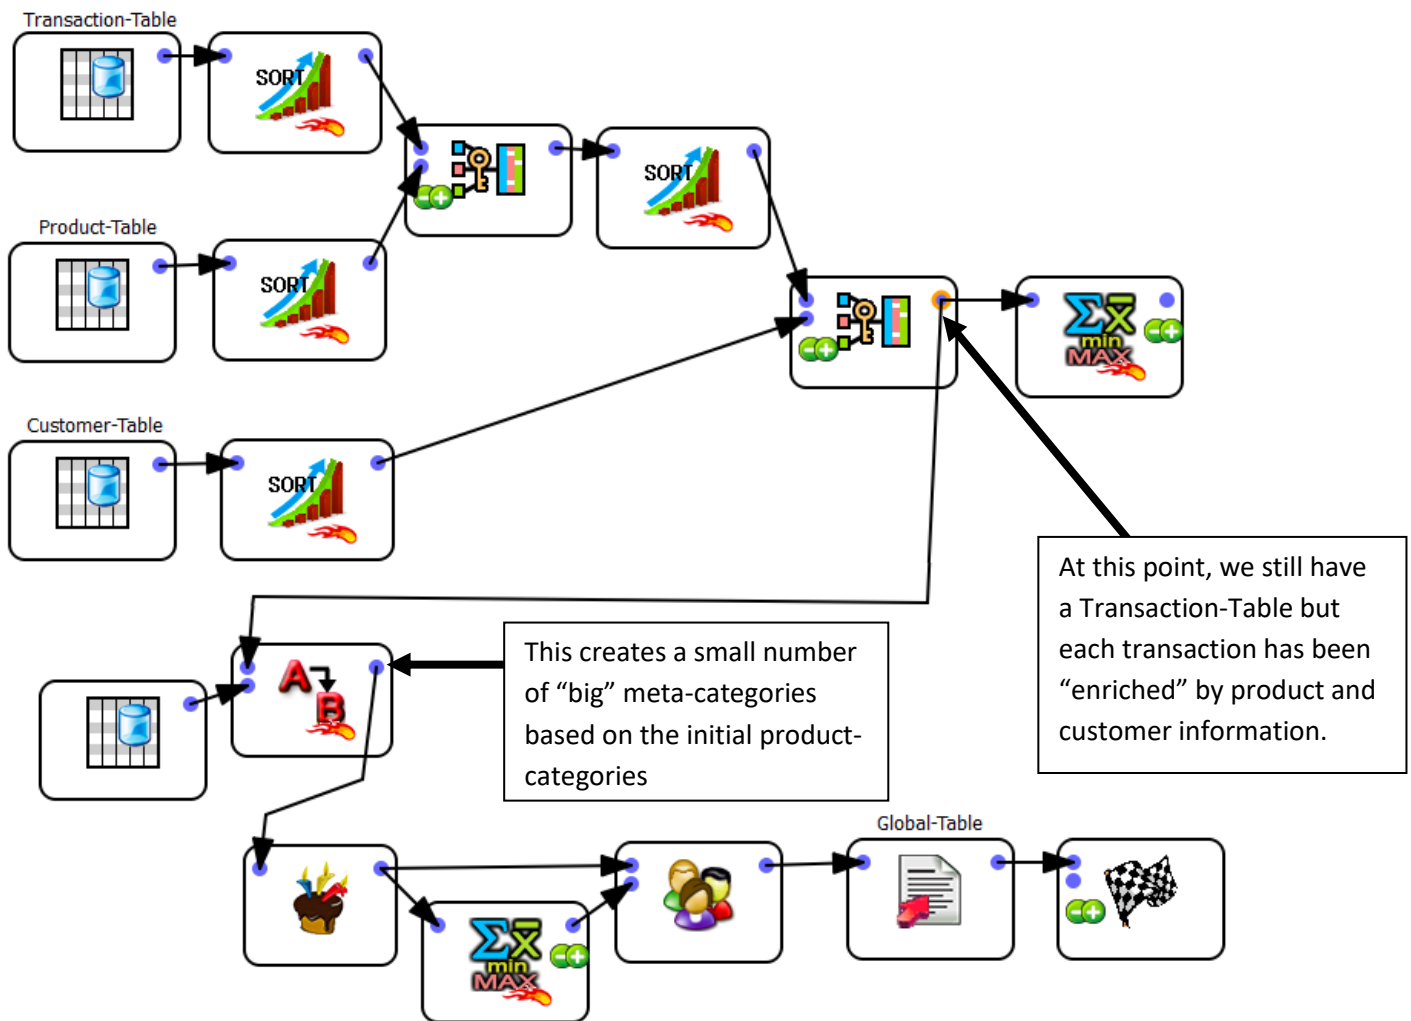 Transaction-Table
SORT
SORT
Product-Table
SORT
Σx̄
min
MAX
Customer-Table
SORT
At this point, we still have
a Transaction-Table but
each transaction has been
“enriched” by product and
customer information.
This creates a small number
of “big” meta-categories
based on the initial product-
categories
A
B
Global-Table
Σx̄
min
MAX